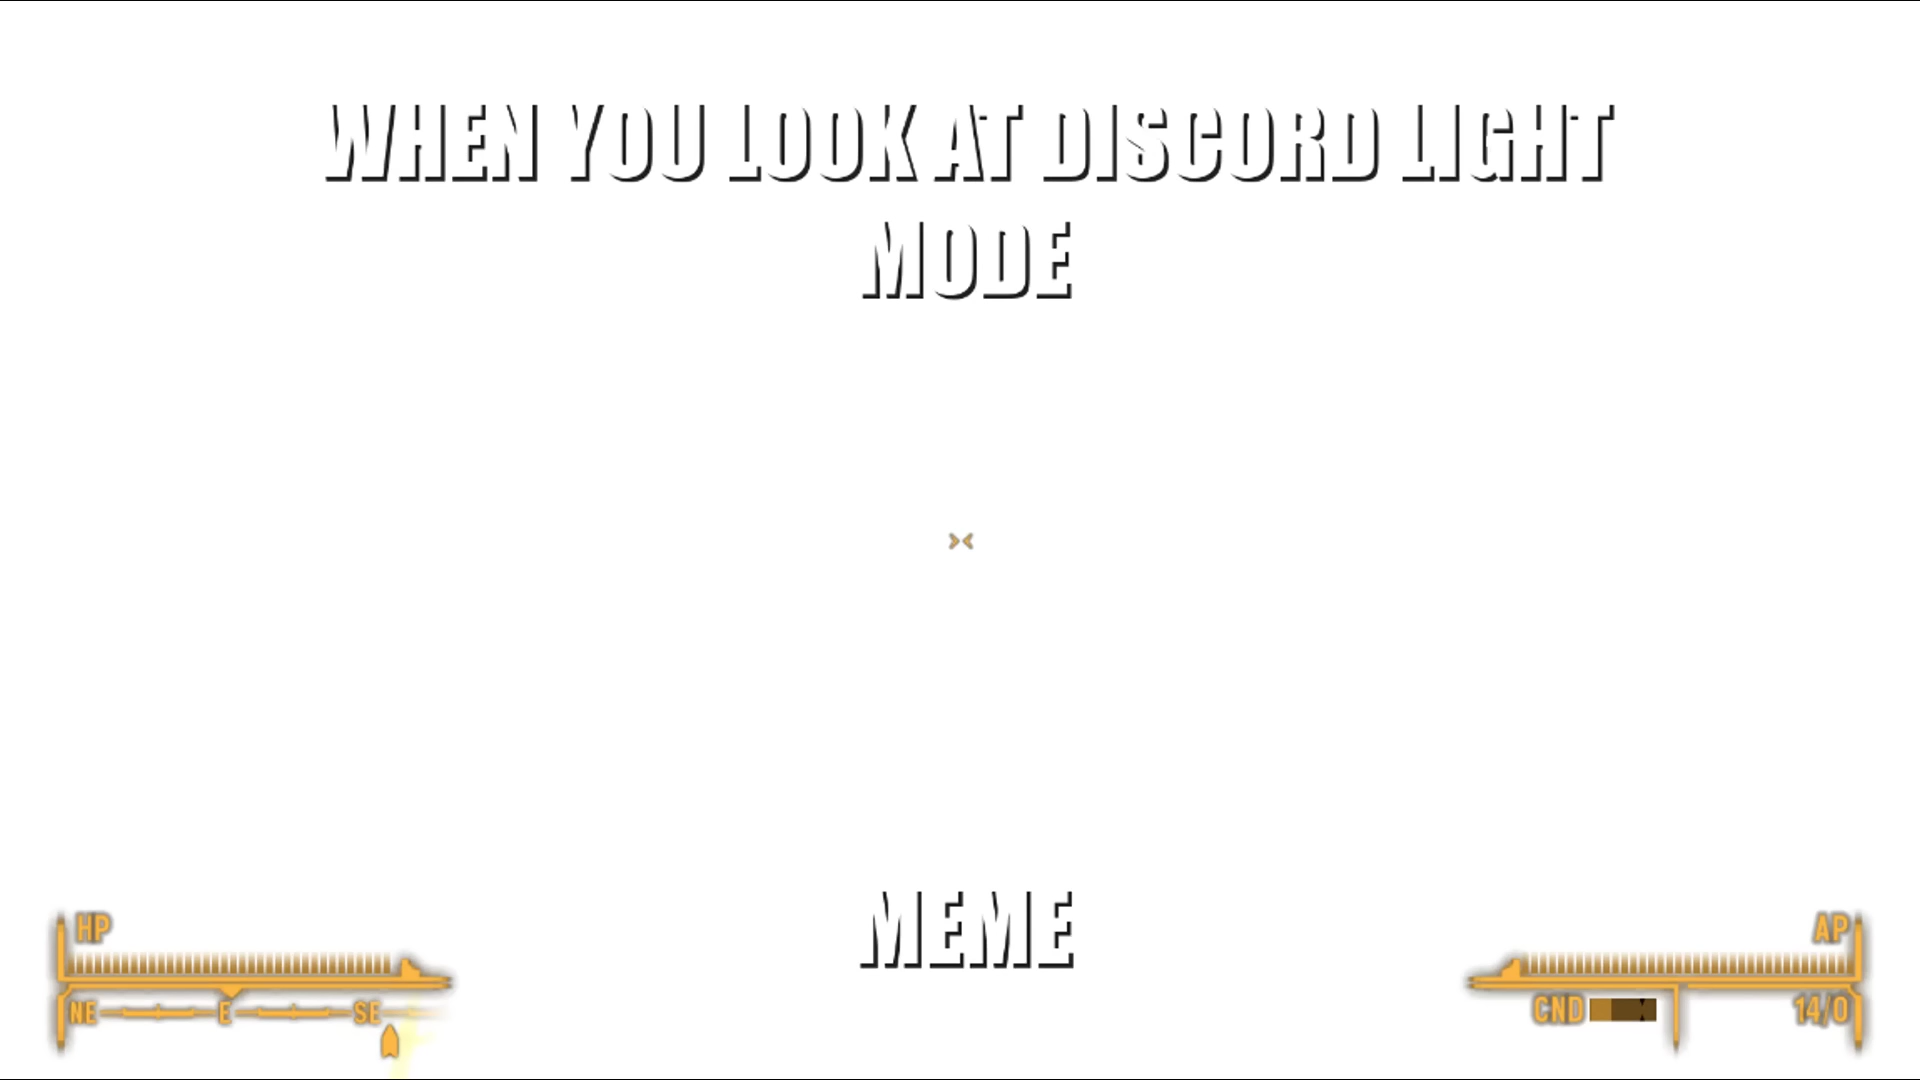 WHEN YOU LOOK AT DISCORD LIGHT
MODE
MEME
HP
AP
NE E SE
CND 14/0